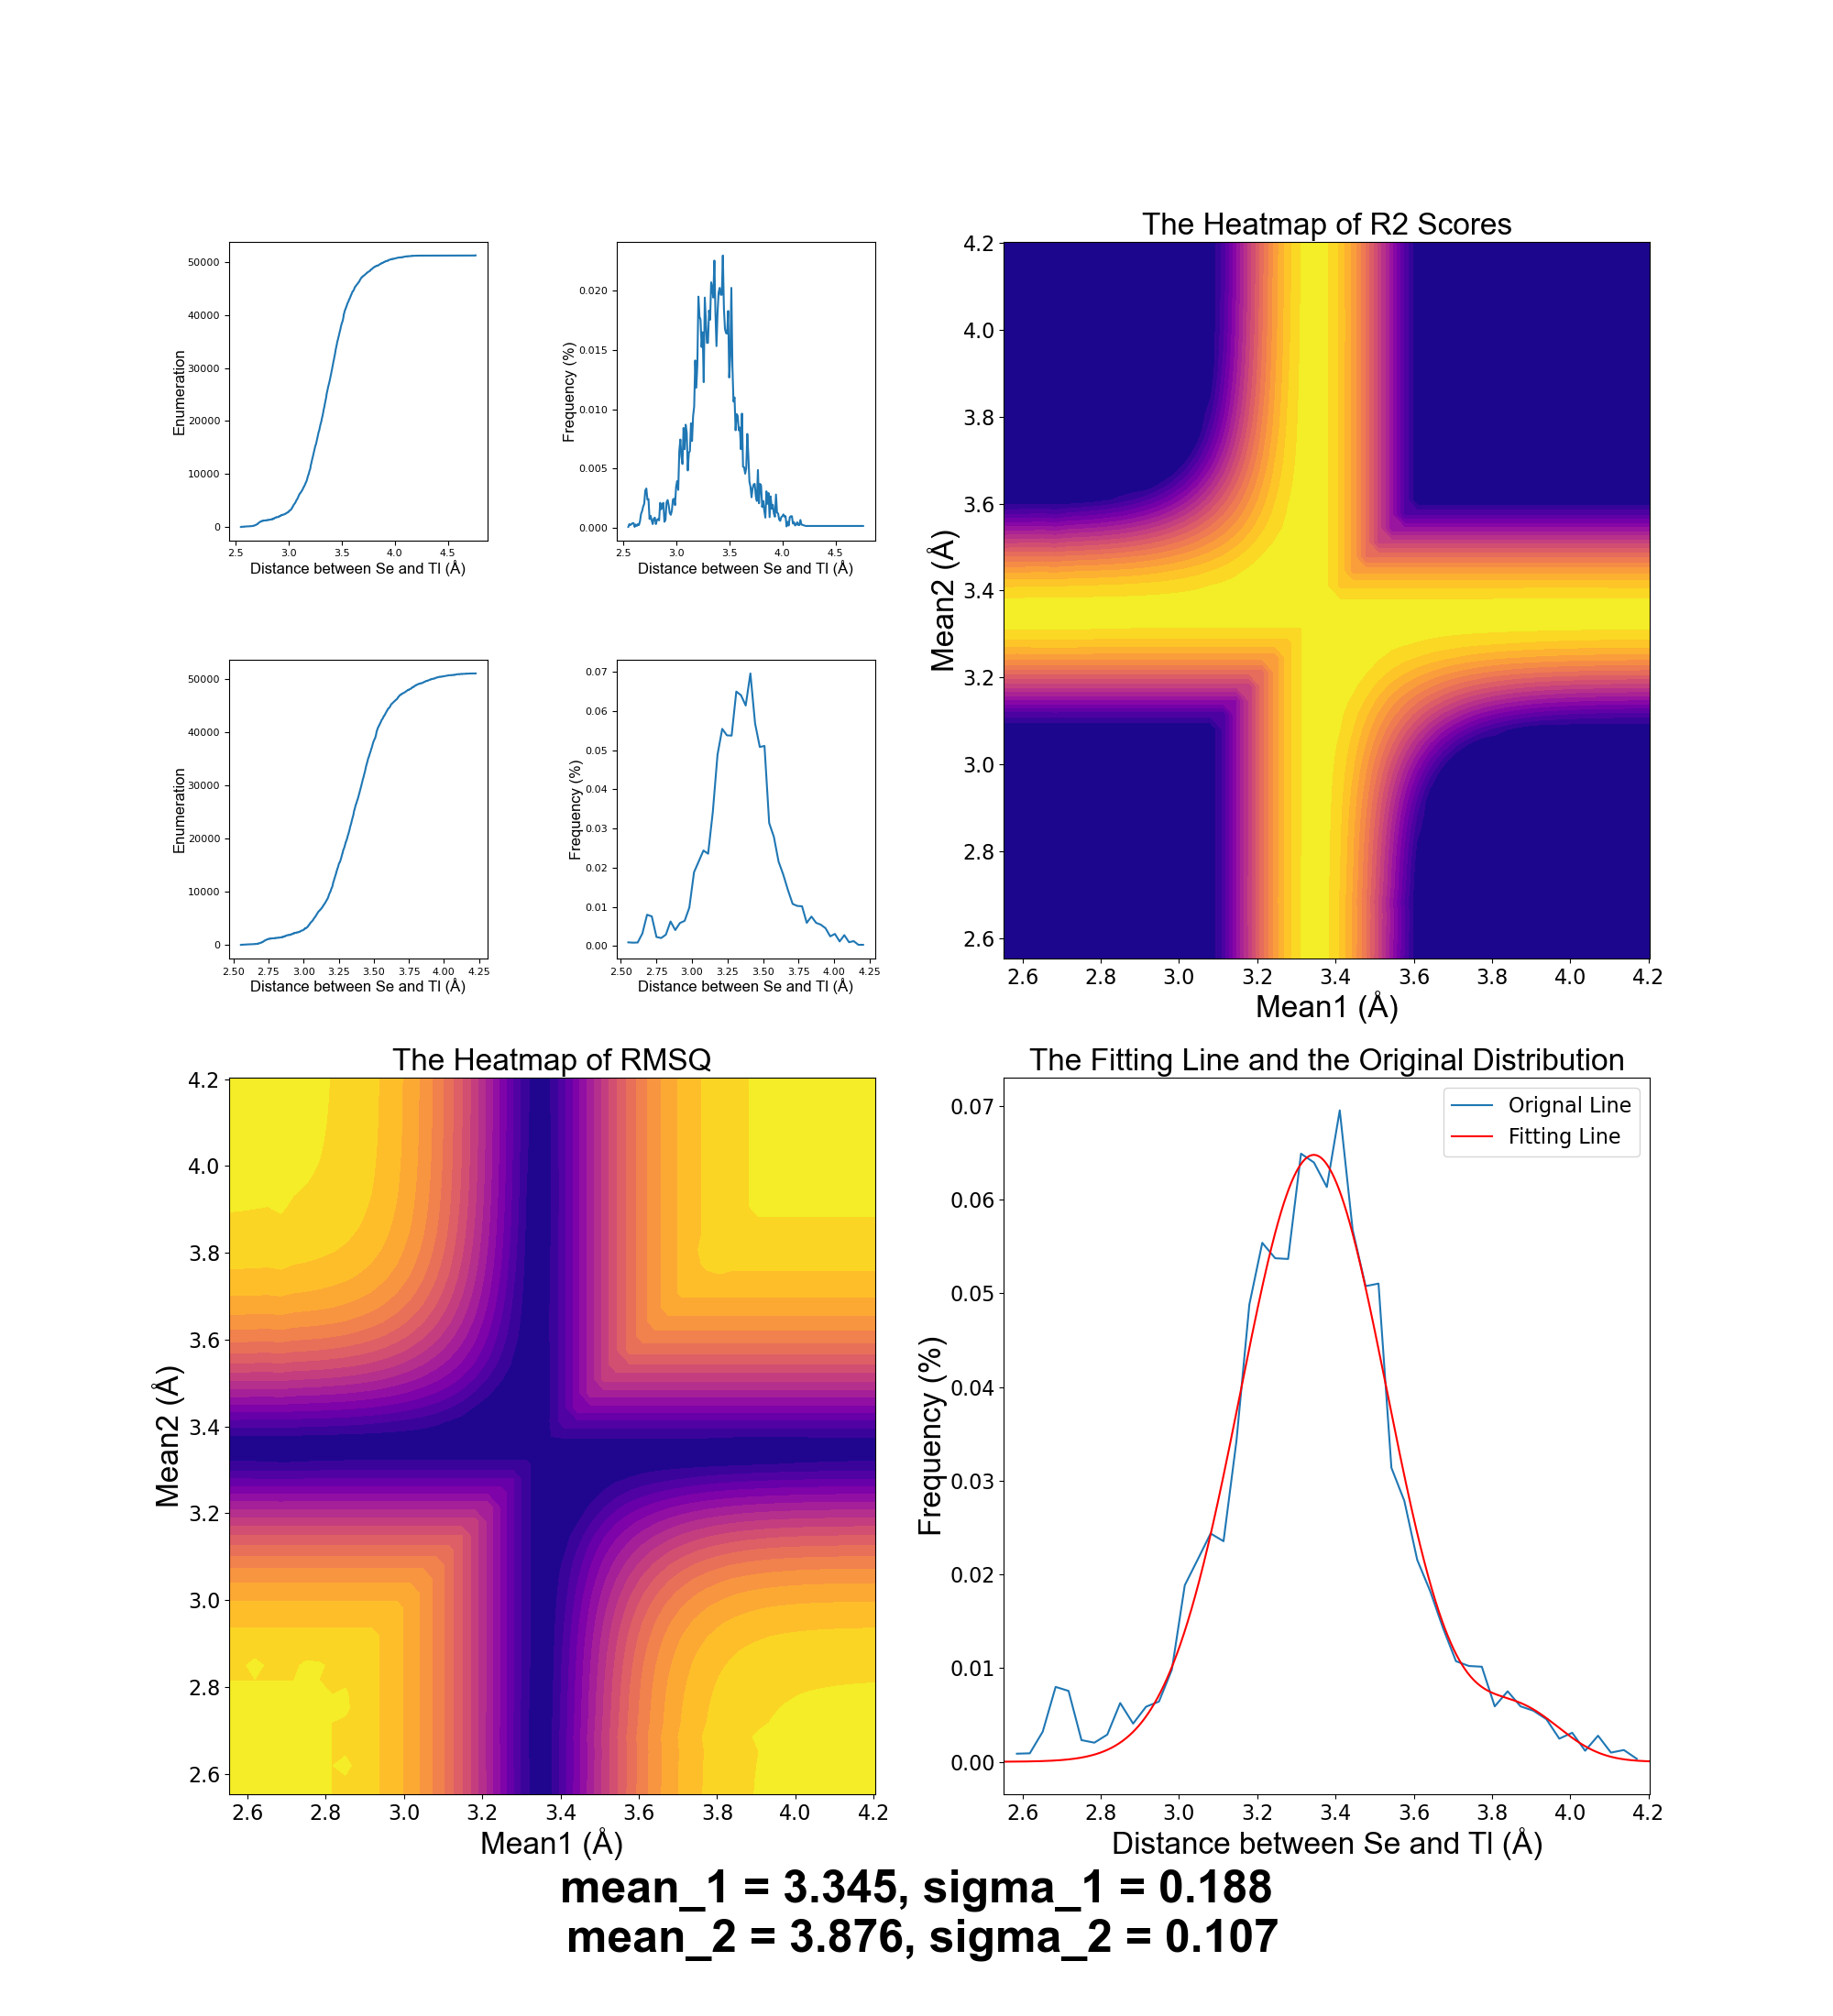 50000
40000
30000
20000
10000
0
Enumeration
2.5 3.0 3.5 4.0 4.5
Distance between Se and Tl (Å)
0.020
0.015
0.010
0.005
0.000
Frequency (%)
2.5 3.0 3.5 4.0 4.5
Distance between Se and Tl (Å)
The Heatmap of R2 Scores
4.2
4.0
3.8
3.6
3.4
3.2
3.0
2.8
2.6
Mean2 (Å)
2.6 2.8 3.0 3.2 3.4 3.6 3.8 4.0 4.2
Mean1 (Å)
50000
40000
30000
20000
10000
0
Enumeration
2.50 2.75 3.00 3.25 3.50 3.75 4.00 4.25
Distance between Se and Tl (Å)
0.07
0.06
0.05
0.04
0.03
0.02
0.01
0.00
Frequency (%)
2.50 2.75 3.00 3.25 3.50 3.75 4.00 4.25
Distance between Se and Tl (Å)
The Heatmap of RMSQ
4.2
4.0
3.8
3.6
3.4
3.2
3.0
2.8
2.6
Mean2 (Å)
2.6 2.8 3.0 3.2 3.4 3.6 3.8 4.0 4.2
Mean1 (Å)
The Fitting Line and the Original Distribution
Orignal Line
Fitting Line
0.07
0.06
0.05
0.04
0.03
0.02
0.01
0.00
Frequency (%)
2.6 2.8 3.0 3.2 3.4 3.6 3.8 4.0 4.2
Distance between Se and Tl (Å)
mean_1 = 3.345, sigma_1 = 0.188
mean_2 = 3.876, sigma_2 = 0.107